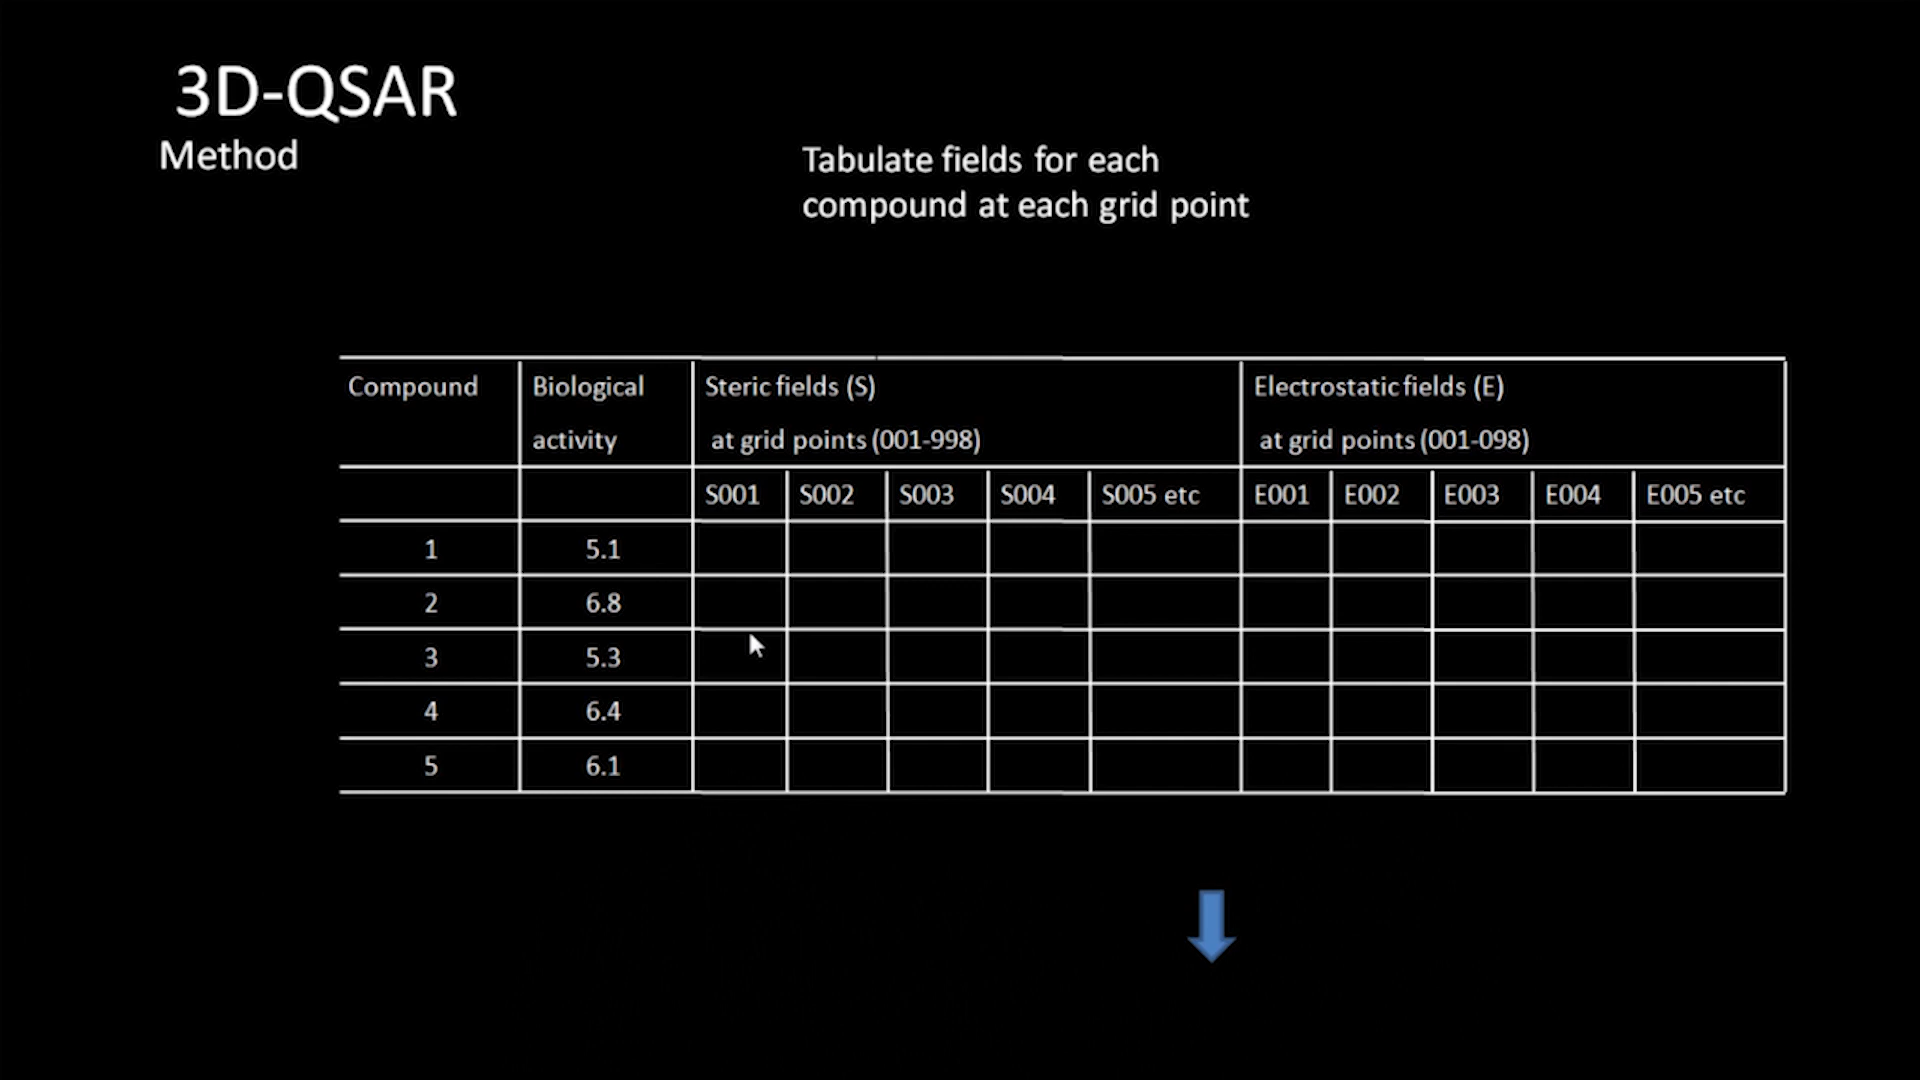 3D-QSAR
Method
Tabulate fields for each
compound at each grid point
Compound Biological Steric fields (S) Electrostatic fields (E)
activity at grid points (001-998) at grid points (001-098)
S001 S002 S003 S004 S005 etc E001 E002 E003 E004 E005 etc
1 5.1
2 6.8
3 5.3
4 6.4
5 6.1